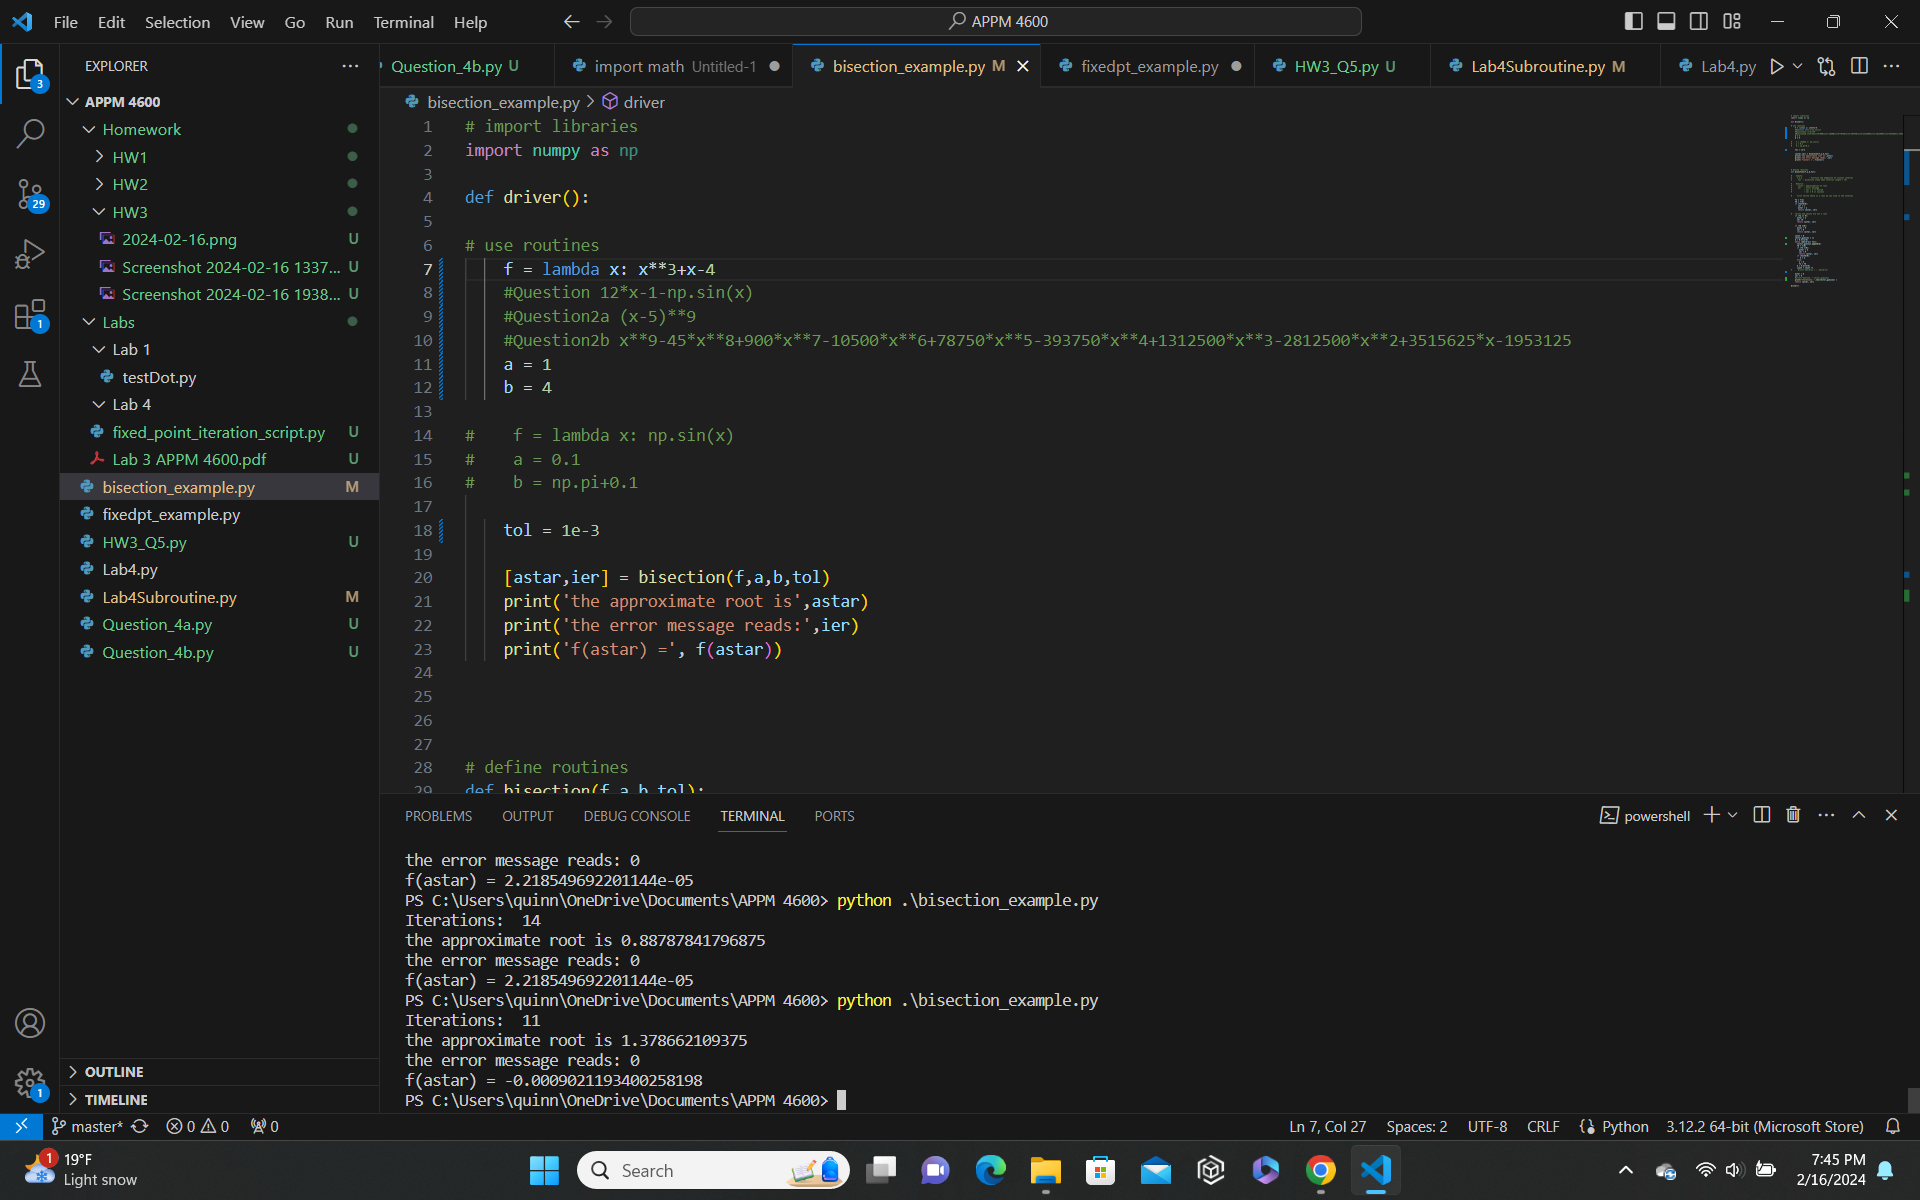 File Edit Selection View Go Run Terminal Help
APPM 4600
EXPLORER
Question_4b.py U
import math Untitled-1
bisection_example.py M
fixedpt_example.py
HW3_Q5.py U
Lab4Subroutine.py M
Lab4.py
bisection_example.py > driver
3
29
1
1
APPM 4600
Homework
HW1
HW2
HW3
2024-02-16.png U
Screenshot 2024-02-16 1337... U
Screenshot 2024-02-16 1938... U
Labs
Lab 1
testDot.py
Lab 4
fixed_point_iteration_script.py U
Lab 3 APPM 4600.pdf U
bisection_example.py M
fixedpt_example.py
HW3_Q5.py U
Lab4.py
Lab4Subroutine.py M
Question_4a.py U
Question_4b.py U
OUTLINE
TIMELINE
1 # import libraries
2 import numpy as np
3
4 def driver():
5
6 # use routines
7 f = lambda x: x**3+x-4
8 #Question 12*x-1-np.sin(x)
9 #Question2a (x-5)**9
10 #Question2b x**9-45*x**8+900*x**7-10500*x**6+78750*x**5-393750*x**4+1312500*x**3-2812500*x**2+3515625*x-1953125
11 a = 1
12 b = 4
13
14 # f = lambda x: np.sin(x)
15 # a = 0.1
16 # b = np.pi+0.1
17
18 tol = 1e-3
19
20 [astar,ier] = bisection(f,a,b,tol)
21 print('the approximate root is',astar)
22 print('the error message reads:',ier)
23 print('f(astar) =', f(astar))
24
25
26
27
28 # define routines
29 def bisection(f,a,b,tol):
PROBLEMS OUTPUT DEBUG CONSOLE TERMINAL PORTS
powershell
the error message reads: 0
f(astar) = 2.218549692201144e-05
PS C:\Users\quinn\OneDrive\Documents\APPM 4600> python .\bisection_example.py
Iterations:  14
the approximate root is 0.88787841796875
the error message reads: 0
f(astar) = 2.218549692201144e-05
PS C:\Users\quinn\OneDrive\Documents\APPM 4600> python .\bisection_example.py
Iterations:  11
the approximate root is 1.378662109375
the error message reads: 0
f(astar) = -0.0009021193400258198
PS C:\Users\quinn\OneDrive\Documents\APPM 4600>
master* 0 0 0
Ln 7, Col 27 Spaces: 2 UTF-8 CRLF Python 3.12.2 64-bit (Microsoft Store)
1
19°F
Light snow
Search
7:45 PM
2/16/2024